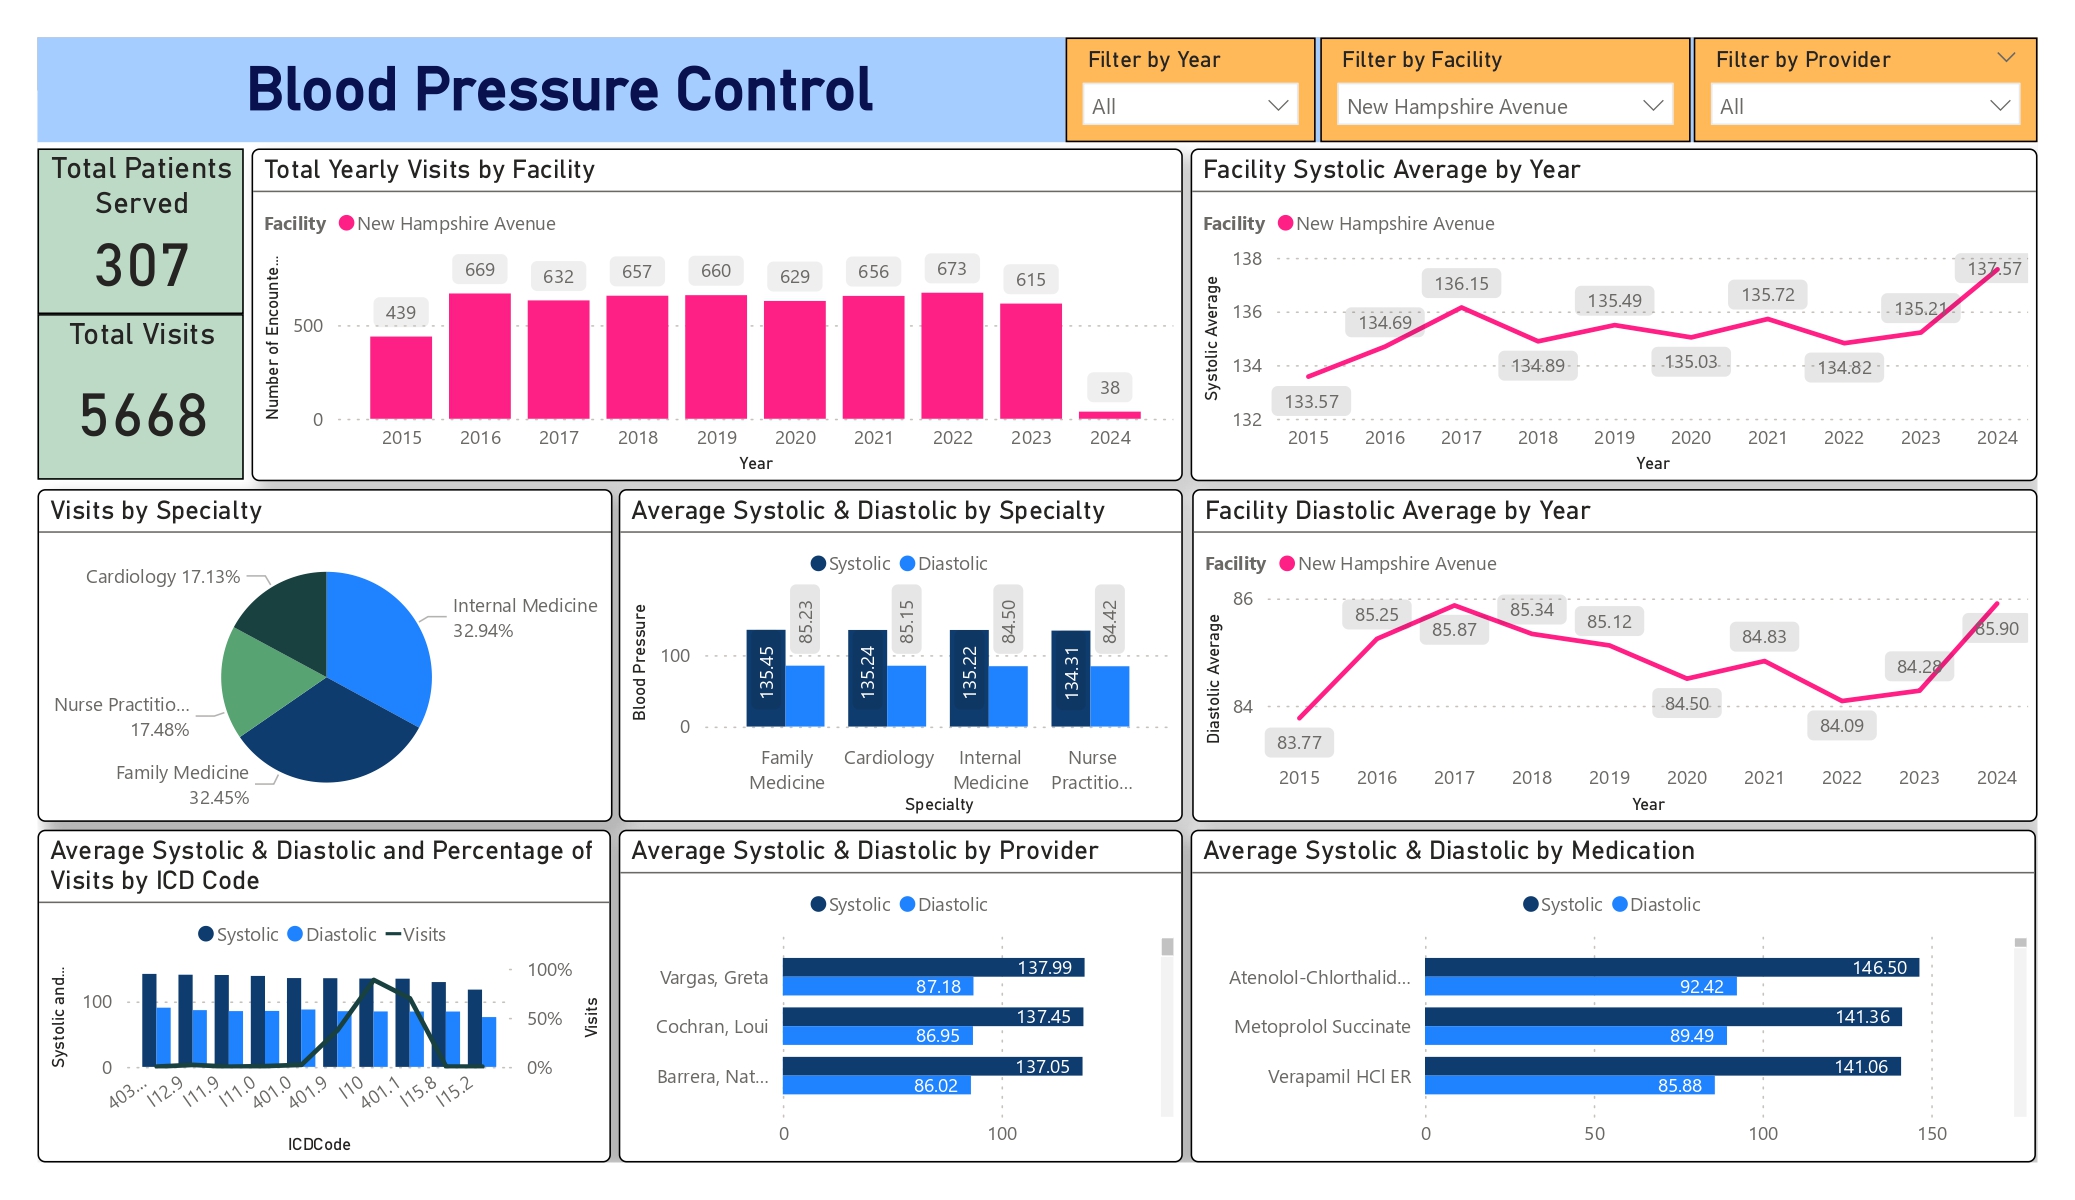 Blood Pressure Control
Filter by Year
All
Filter by Facility
New Hampshire Avenue
Filter by Provider
All
Total Patients
Served
307
Total Visits
5668
Total Yearly Visits by Facility
Facility New Hampshire Avenue
Number of Encounte...
500
0
439
669
632
657
660
629
656
673
615
38
2015 2016 2017 2018 2019 2020 2021 2022 2023 2024
Year
Facility Systolic Average by Year
Facility New Hampshire Avenue
Systolic Average
138
136
134
132
133.57
134.69
136.15
134.89
135.49
135.03
135.72
134.82
135.21
137.57
2015 2016 2017 2018 2019 2020 2021 2022 2023 2024
Year
Visits by Specialty
Cardiology 17.13%
Internal Medicine
32.94%
Nurse Practitio...
17.48%
Family Medicine
32.45%
Average Systolic & Diastolic by Specialty
Systolic Diastolic
Blood Pressure
100
0
135.45
85.23
135.24
85.15
135.22
84.50
134.31
84.42
Family
Medicine
Cardiology
Internal
Medicine
Nurse
Practitio...
Specialty
Facility Diastolic Average by Year
Facility New Hampshire Avenue
Diastolic Average
86
84
83.77
85.25
85.87
85.34
85.12
84.50
84.83
84.09
84.28
85.90
2015 2016 2017 2018 2019 2020 2021 2022 2023 2024
Year
Average Systolic & Diastolic and Percentage of
Visits by ICD Code
Systolic Diastolic Visits
Systolic and...
100
0
100%
50%
0%
Visits
403... I12.9 I11.9 I11.0 401.0 401.9 I10 401.1 I15.8 I15.2
ICDCode
Average Systolic & Diastolic by Provider
Systolic Diastolic
Vargas, Greta
137.99
87.18
Cochran, Loui
137.45
86.95
Barrera, Nat...
137.05
86.02
0 100
Average Systolic & Diastolic by Medication
Systolic Diastolic
Atenolol-Chlorthalid...
146.50
92.42
Metoprolol Succinate
141.36
89.49
Verapamil HCl ER
141.06
85.88
0 50 100 150